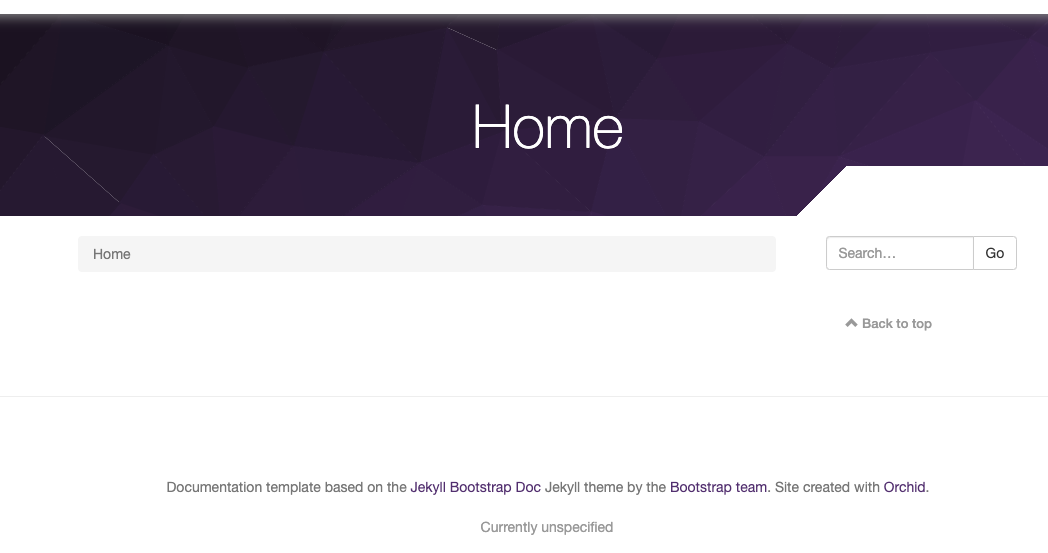 Home
Home
Search...
Go
Back to top
Documentation template based on the Jekyll Bootstrap Doc Jekyll theme by the Bootstrap team. Site created with Orchid.
Currently unspecified